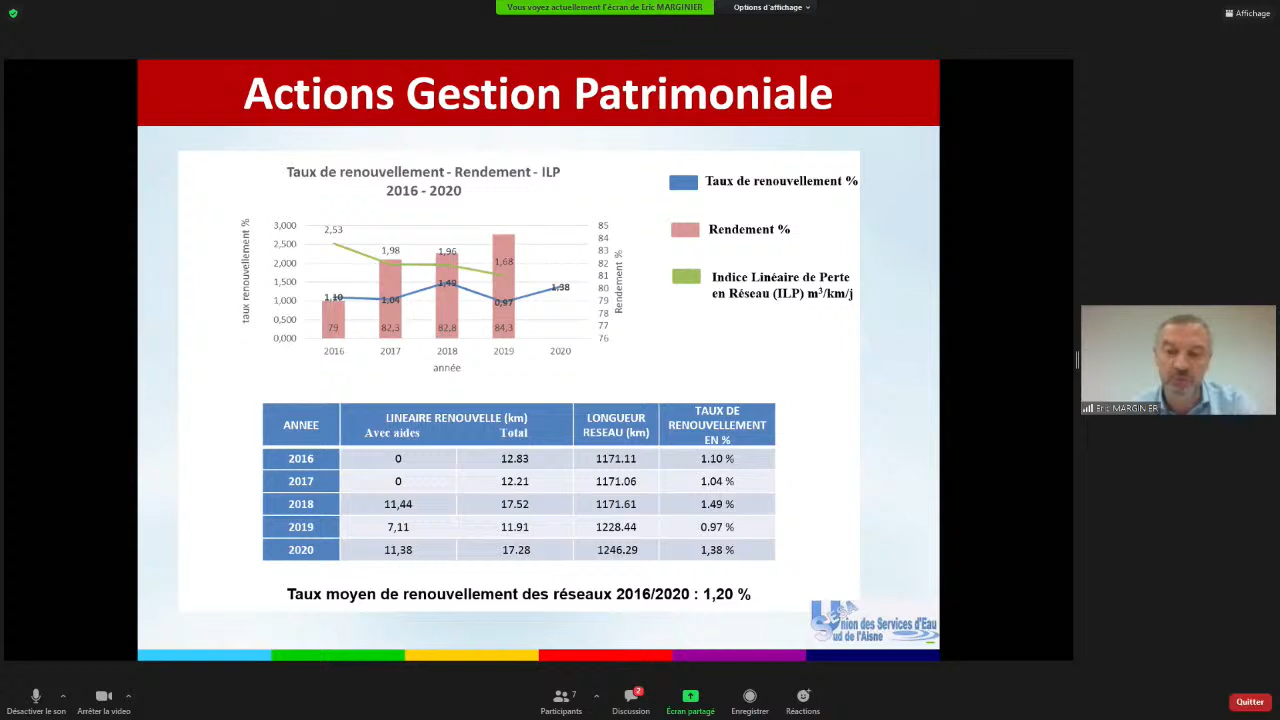 Vous voyez actuellement l'écran de Eric MARGINIER
Options d'affichage
Affichage
Actions Gestion Patrimoniale
Taux de renouvellement - Rendement - ILP
2016 - 2020
Taux de renouvellement %
Rendement %
Indice Linéaire de Perte
en Réseau (ILP) m³/km/j
taux renouvellement %
3,000
2,500
2,000
1,500
1,000
0,500
0,000
2,53
1,98
1,96
1,68
1,10
1,04
1,49
0,97
1,38
79
82,3
82,8
84,3
85
84
83
82
81
80
79
78
77
76
Rendement %
2016 2017 2018 2019 2020
année
ANNEE LINEAIRE RENOUVELLE (km) LONGUEUR RESEAU (km) TAUX DE RENOUVELLEMENT EN %
Avec aides Total
2016 0 12.83 1171.11 1.10 %
2017 0 12.21 1171.06 1.04 %
2018 11,44 17.52 1171.61 1.49 %
2019 7,11 11.91 1228.44 0.97 %
2020 11,38 17.28 1246.29 1,38 %
Taux moyen de renouvellement des réseaux 2016/2020 : 1,20 %
USESA
Union des Services d'Eau
Sud de l'Aisne
Eric MARGINIER
Désactiver le son
Arrêter la vidéo
7
Participants
2
Discussion
Écran partagé
Enregistrer
Réactions
Quitter